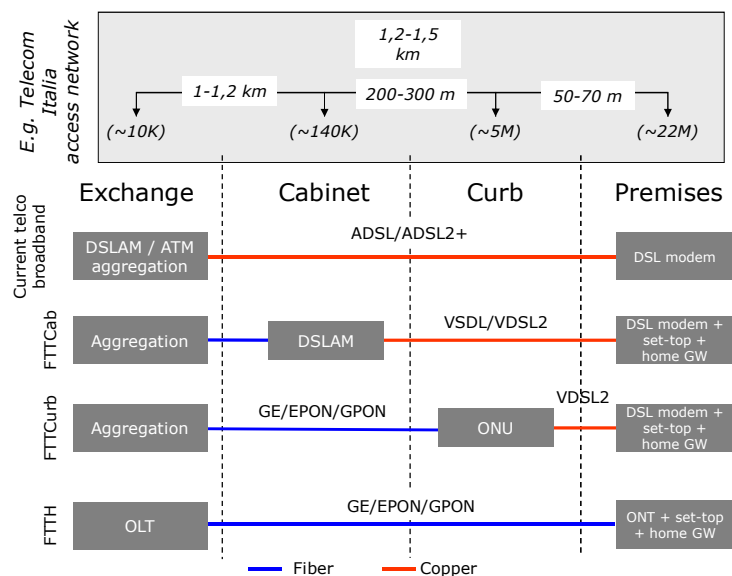 E.g. Telecom
Italia
access network
1,2-1,5
km
1-1,2 km
200-300 m
50-70 m
(~10K)
(~140K)
(~5M)
(~22M)
Exchange
Cabinet
Curb
Premises
Current telco
broadband
DSLAM / ATM
aggregation
ADSL/ADSL2+
DSL modem
FTTCab
Aggregation
DSLAM
VSDL/VDSL2
DSL modem +
set-top +
home GW
FTTCurb
Aggregation
GE/EPON/GPON
ONU
VDSL2
DSL modem +
set-top +
home GW
FTTH
OLT
GE/EPON/GPON
ONT + set-top
+ home GW
Fiber
Copper